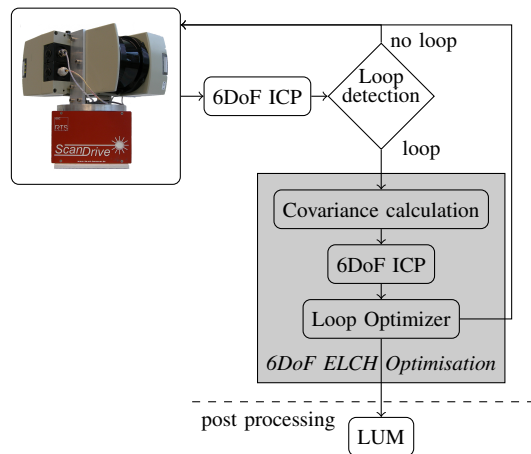 no loop
Loop
detection
6DoF ICP
RTS
ScanDrive
loop
Covariance calculation
6DoF ICP
Loop Optimizer
6DoF ELCH Optimisation
post processing
LUM